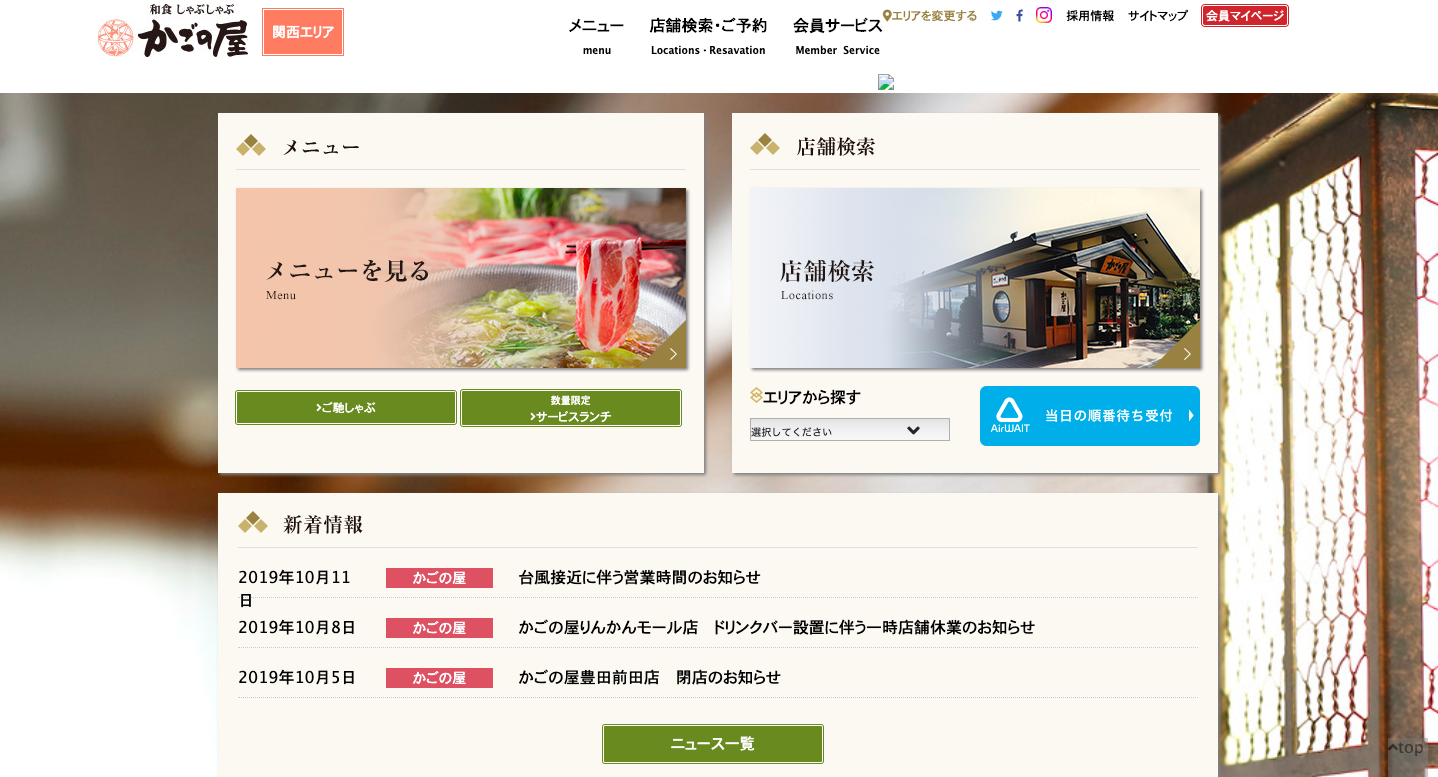 和食 しゃぶしゃぶ
かごの屋
関西エリア
メニュー
menu
店舗検索・ご予約
Locations・Resavation
会員サービス
Member Service
エリアを変更する
採用情報
サイトマップ
会員マイページ
メニュー
メニューを見る
Menu
ご馳しゃぶ
数量限定
サービスランチ
店舗検索
店舗検索
Locations
かごの屋
エリアから探す
選択してください
AirWAIT
当日の順番待ち受付
新着情報
2019年10月11
日
かごの屋
台風接近に伴う営業時間のお知らせ
2019年10月8日
かごの屋
かごの屋りんかんモール店　ドリンクバー設置に伴う一時店舗休業のお知らせ
2019年10月5日
かごの屋
かごの屋豊田前田店　閉店のお知らせ
ニュース一覧
top